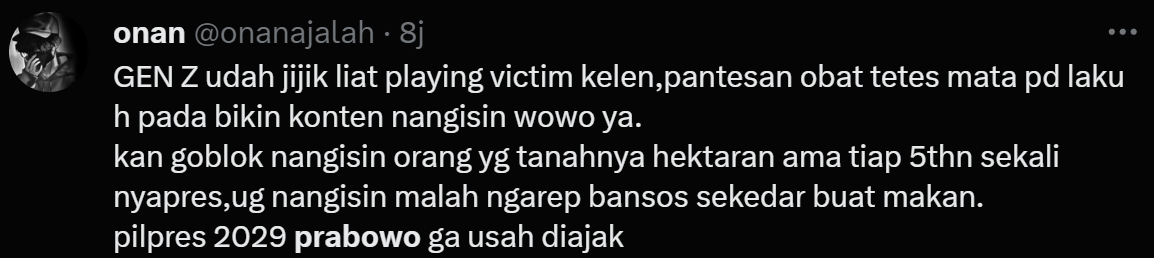 onan @onanajalah · 8j
GEN Z udah jijik liat playing victim kelen,pantesan obat tetes mata pd laku
h pada bikin konten nangisin wowo ya.
kan goblok nangisin orang yg tanahnya hektaran ama tiap 5thn sekali
nyapres,ug nangisin malah ngarep bansos sekedar buat makan.
pilpres 2029 prabowo ga usah diajak